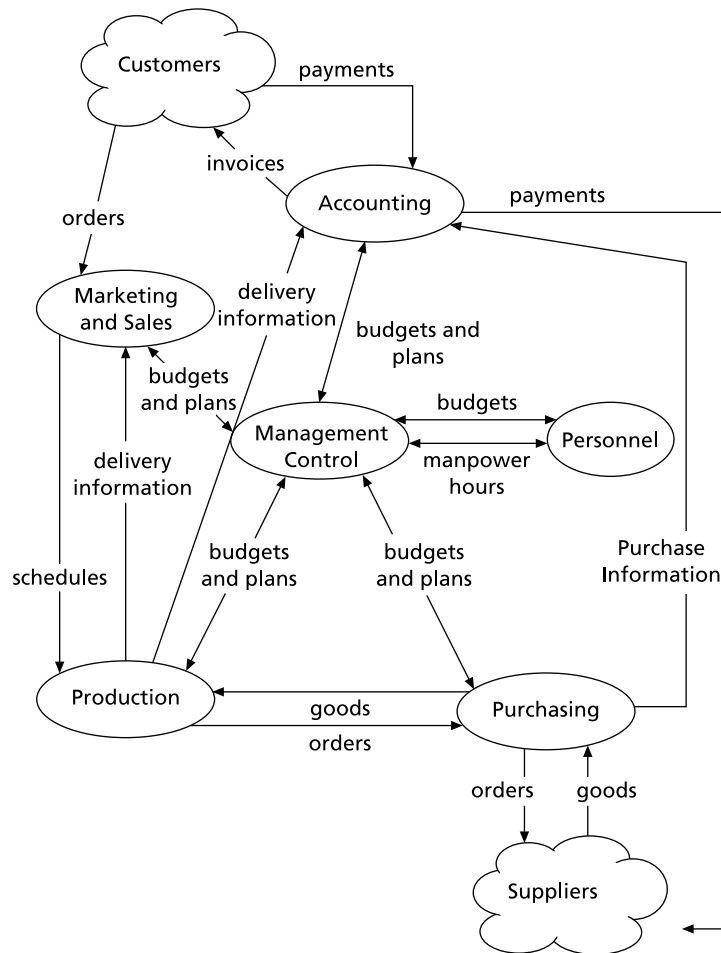 Customers
payments
invoices
Accounting
payments
orders
Marketing
and Sales
delivery
information
budgets and
plans
budgets
and plans
budgets
Management
Control
Personnel
manpower
hours
delivery
information
budgets
and plans
budgets
and plans
Purchase
Information
schedules
Production
goods
orders
Purchasing
orders
goods
Suppliers